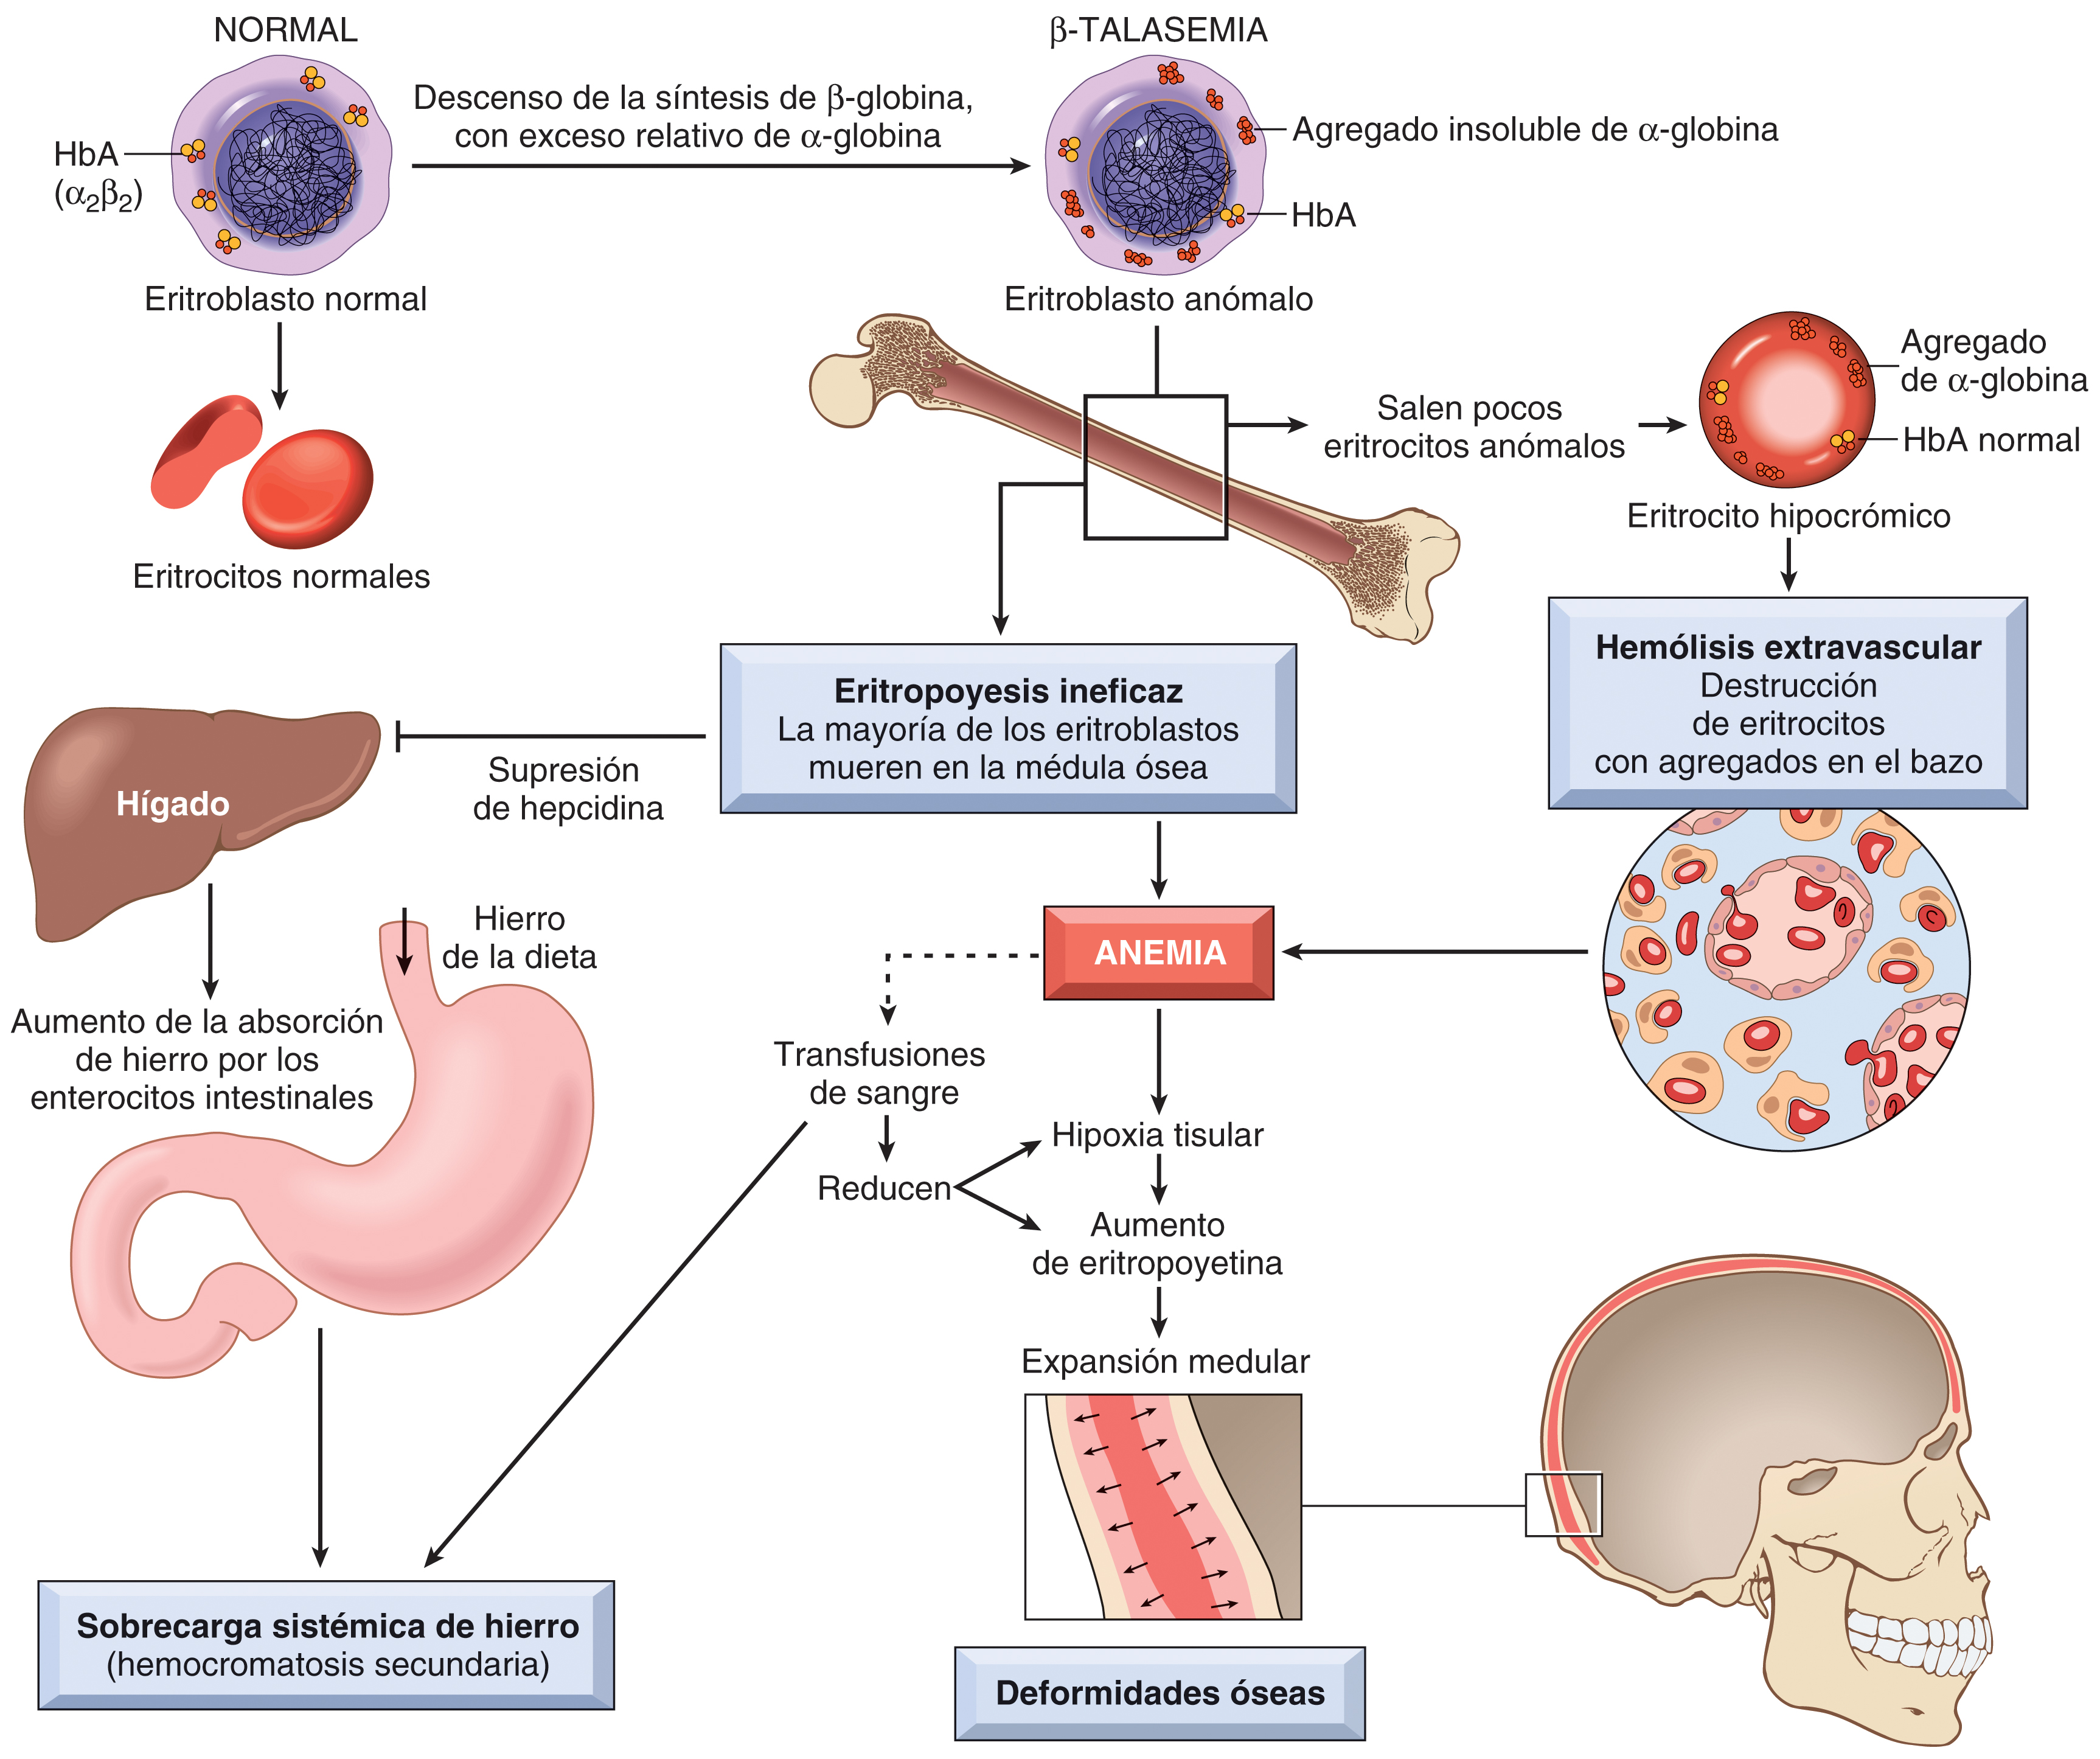 NORMAL
β-TALASEMIA
Descenso de la síntesis de β-globina,
con exceso relativo de α-globina
HbA
(α2β2)
Agregado insoluble de α-globina
HbA
Eritroblasto normal
Eritroblasto anómalo
Agregado
de α-globina
Salen pocos
eritrocitos anómalos
HbA normal
Eritrocito hipocrómico
Eritrocitos normales
Hemólisis extravascular
Destrucción
de eritrocitos
con agregados en el bazo
Eritropoyesis ineficaz
La mayoría de los eritroblastos
mueren en la médula ósea
Supresión
de hepcidina
Hígado
Hierro
de la dieta
ANEMIA
Aumento de la absorción
de hierro por los
enterocitos intestinales
Transfusiones
de sangre
Hipoxia tisular
Reducen
Aumento
de eritropoyetina
Expansión medular
Sobrecarga sistémica de hierro
(hemocromatosis secundaria)
Deformidades óseas